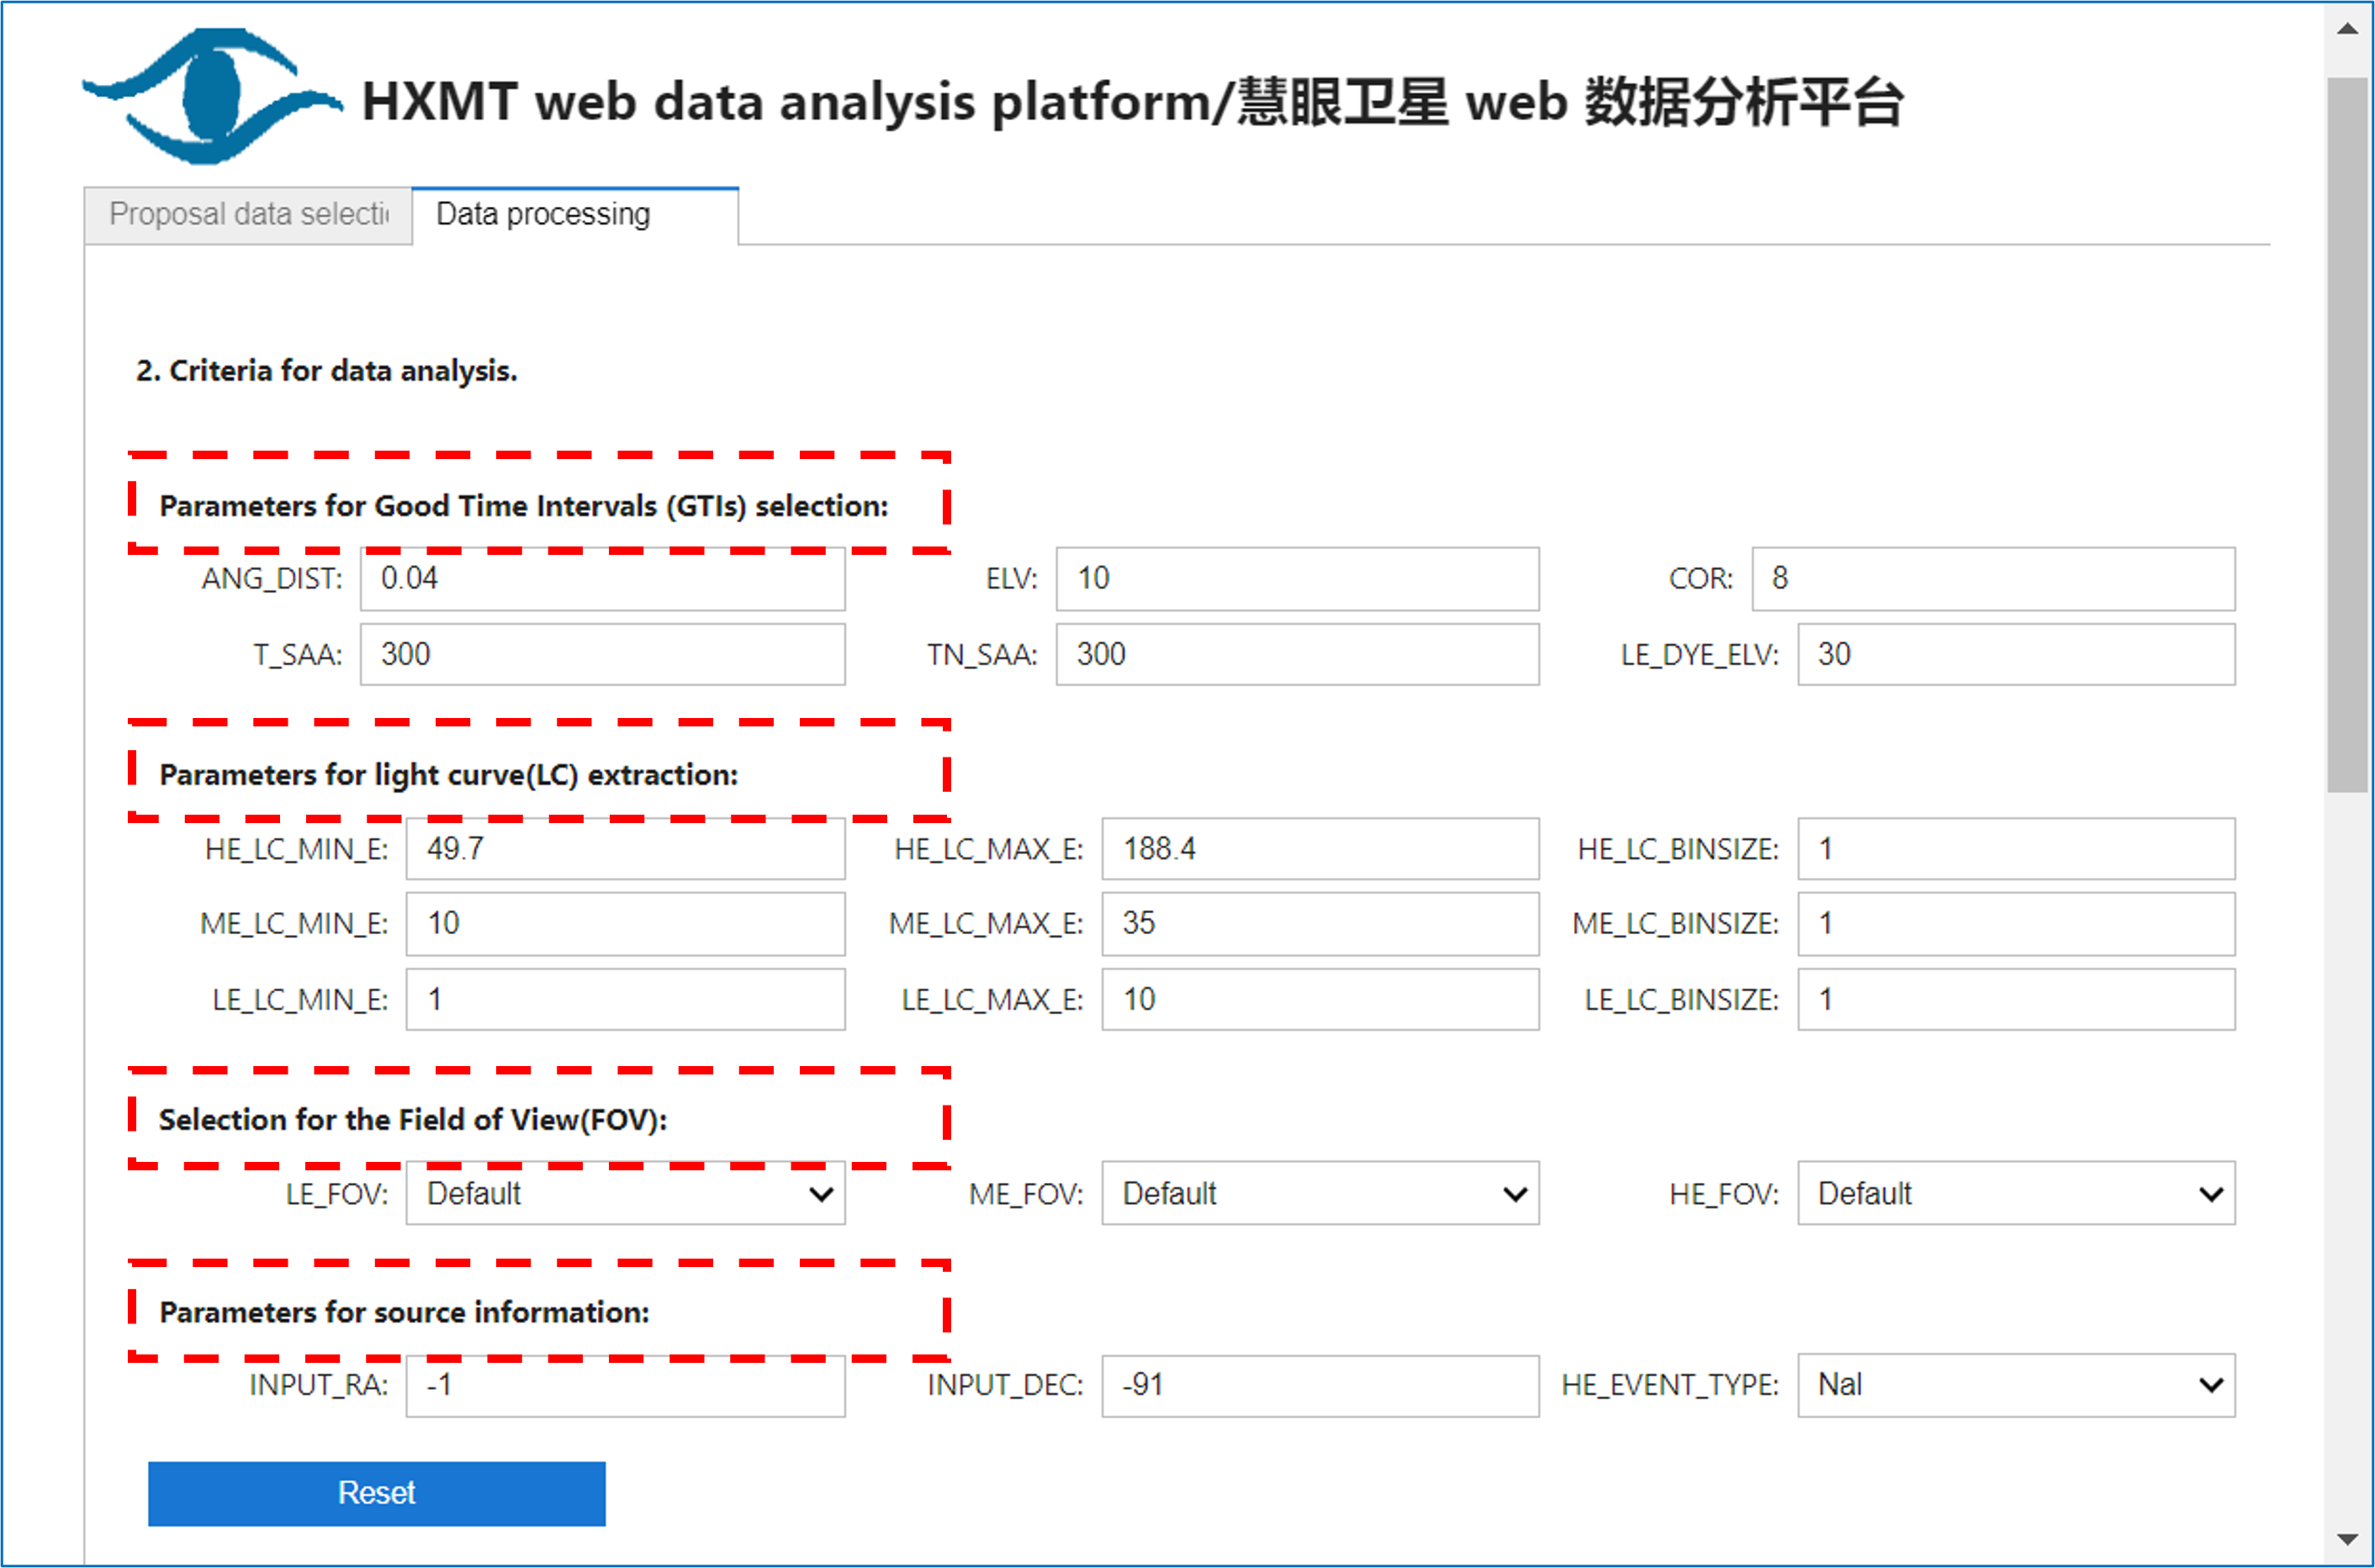 HXMT web data analysis platform/慧眼卫星 web 数据分析平台
Proposal data selecti Data processing
2. Criteria for data analysis.
Parameters for Good Time Intervals (GTIs) selection:
ANG_DIST: 0.04 ELV: 10 COR: 8
T_SAA: 300 TN_SAA: 300 LE_DYE_ELV: 30
Parameters for light curve(LC) extraction:
HE_LC_MIN_E: 49.7 HE_LC_MAX_E: 188.4 HE_LC_BINSIZE: 1
ME_LC_MIN_E: 10 ME_LC_MAX_E: 35 ME_LC_BINSIZE: 1
LE_LC_MIN_E: 1 LE_LC_MAX_E: 10 LE_LC_BINSIZE: 1
Selection for the Field of View(FOV):
LE_FOV: Default ME_FOV: Default HE_FOV: Default
Parameters for source information:
INPUT_RA: -1 INPUT_DEC: -91 HE_EVENT_TYPE: NaI
Reset